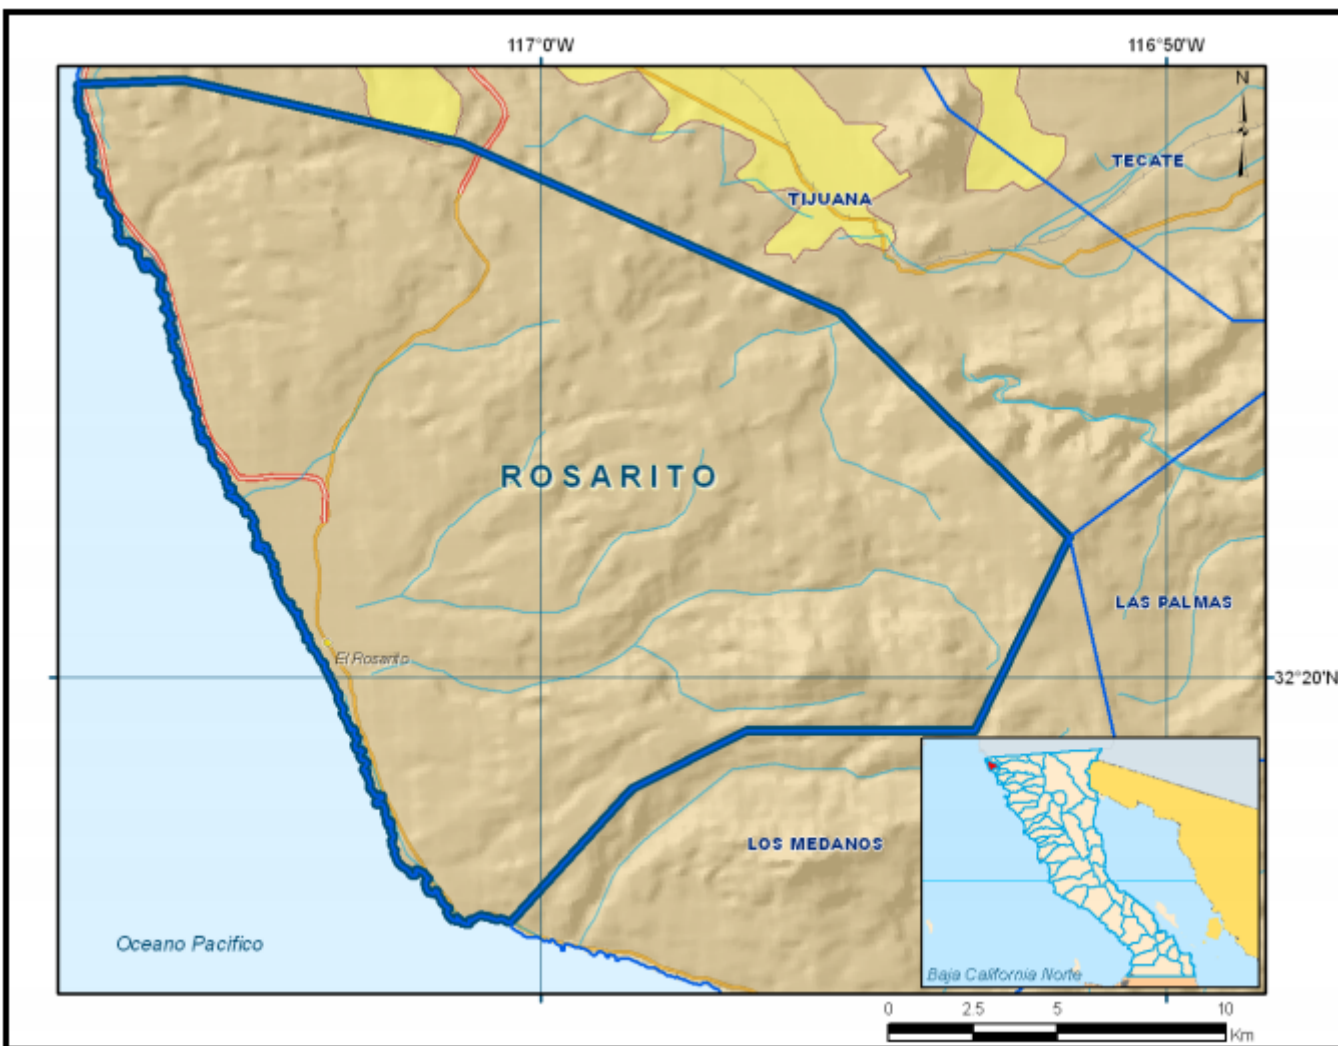 117°0'W
116°50'W
N
TECATE
TIJUANA
ROSARITO
LAS PALMAS
El Rosarito
32°20'N
LOS MEDANOS
Oceano Pacifico
Baja California Norte
0 2.5 5 10
Km